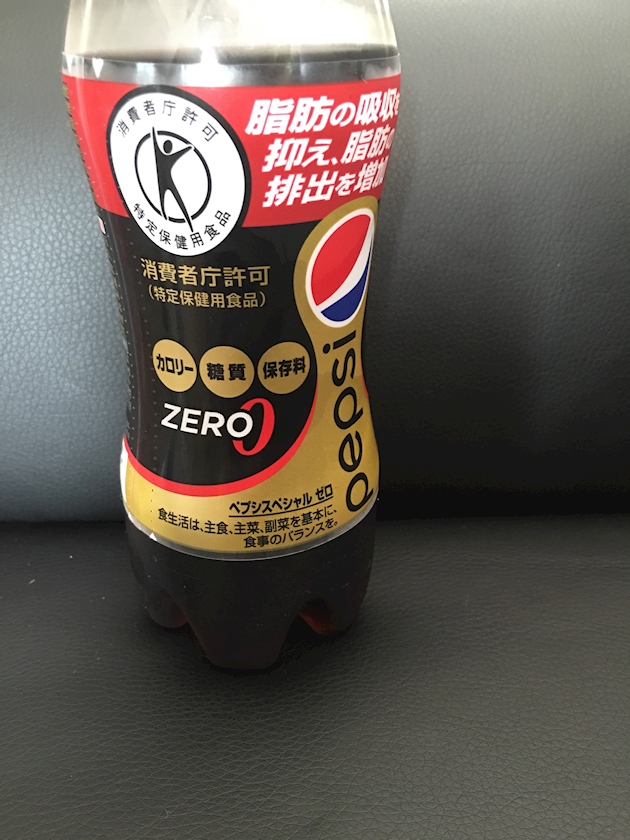 消費者庁許可
特定保健用食品
脂肪の吸収を
抑え、脂肪の
排出を増加
消費者庁許可
(特定保健用食品)
カロリー 糖質 保存料
ZERO 0
pepsi
ペプシスペシャル ゼロ
食生活は、主食、主菜、副菜を基本に、
食事のバランスを。